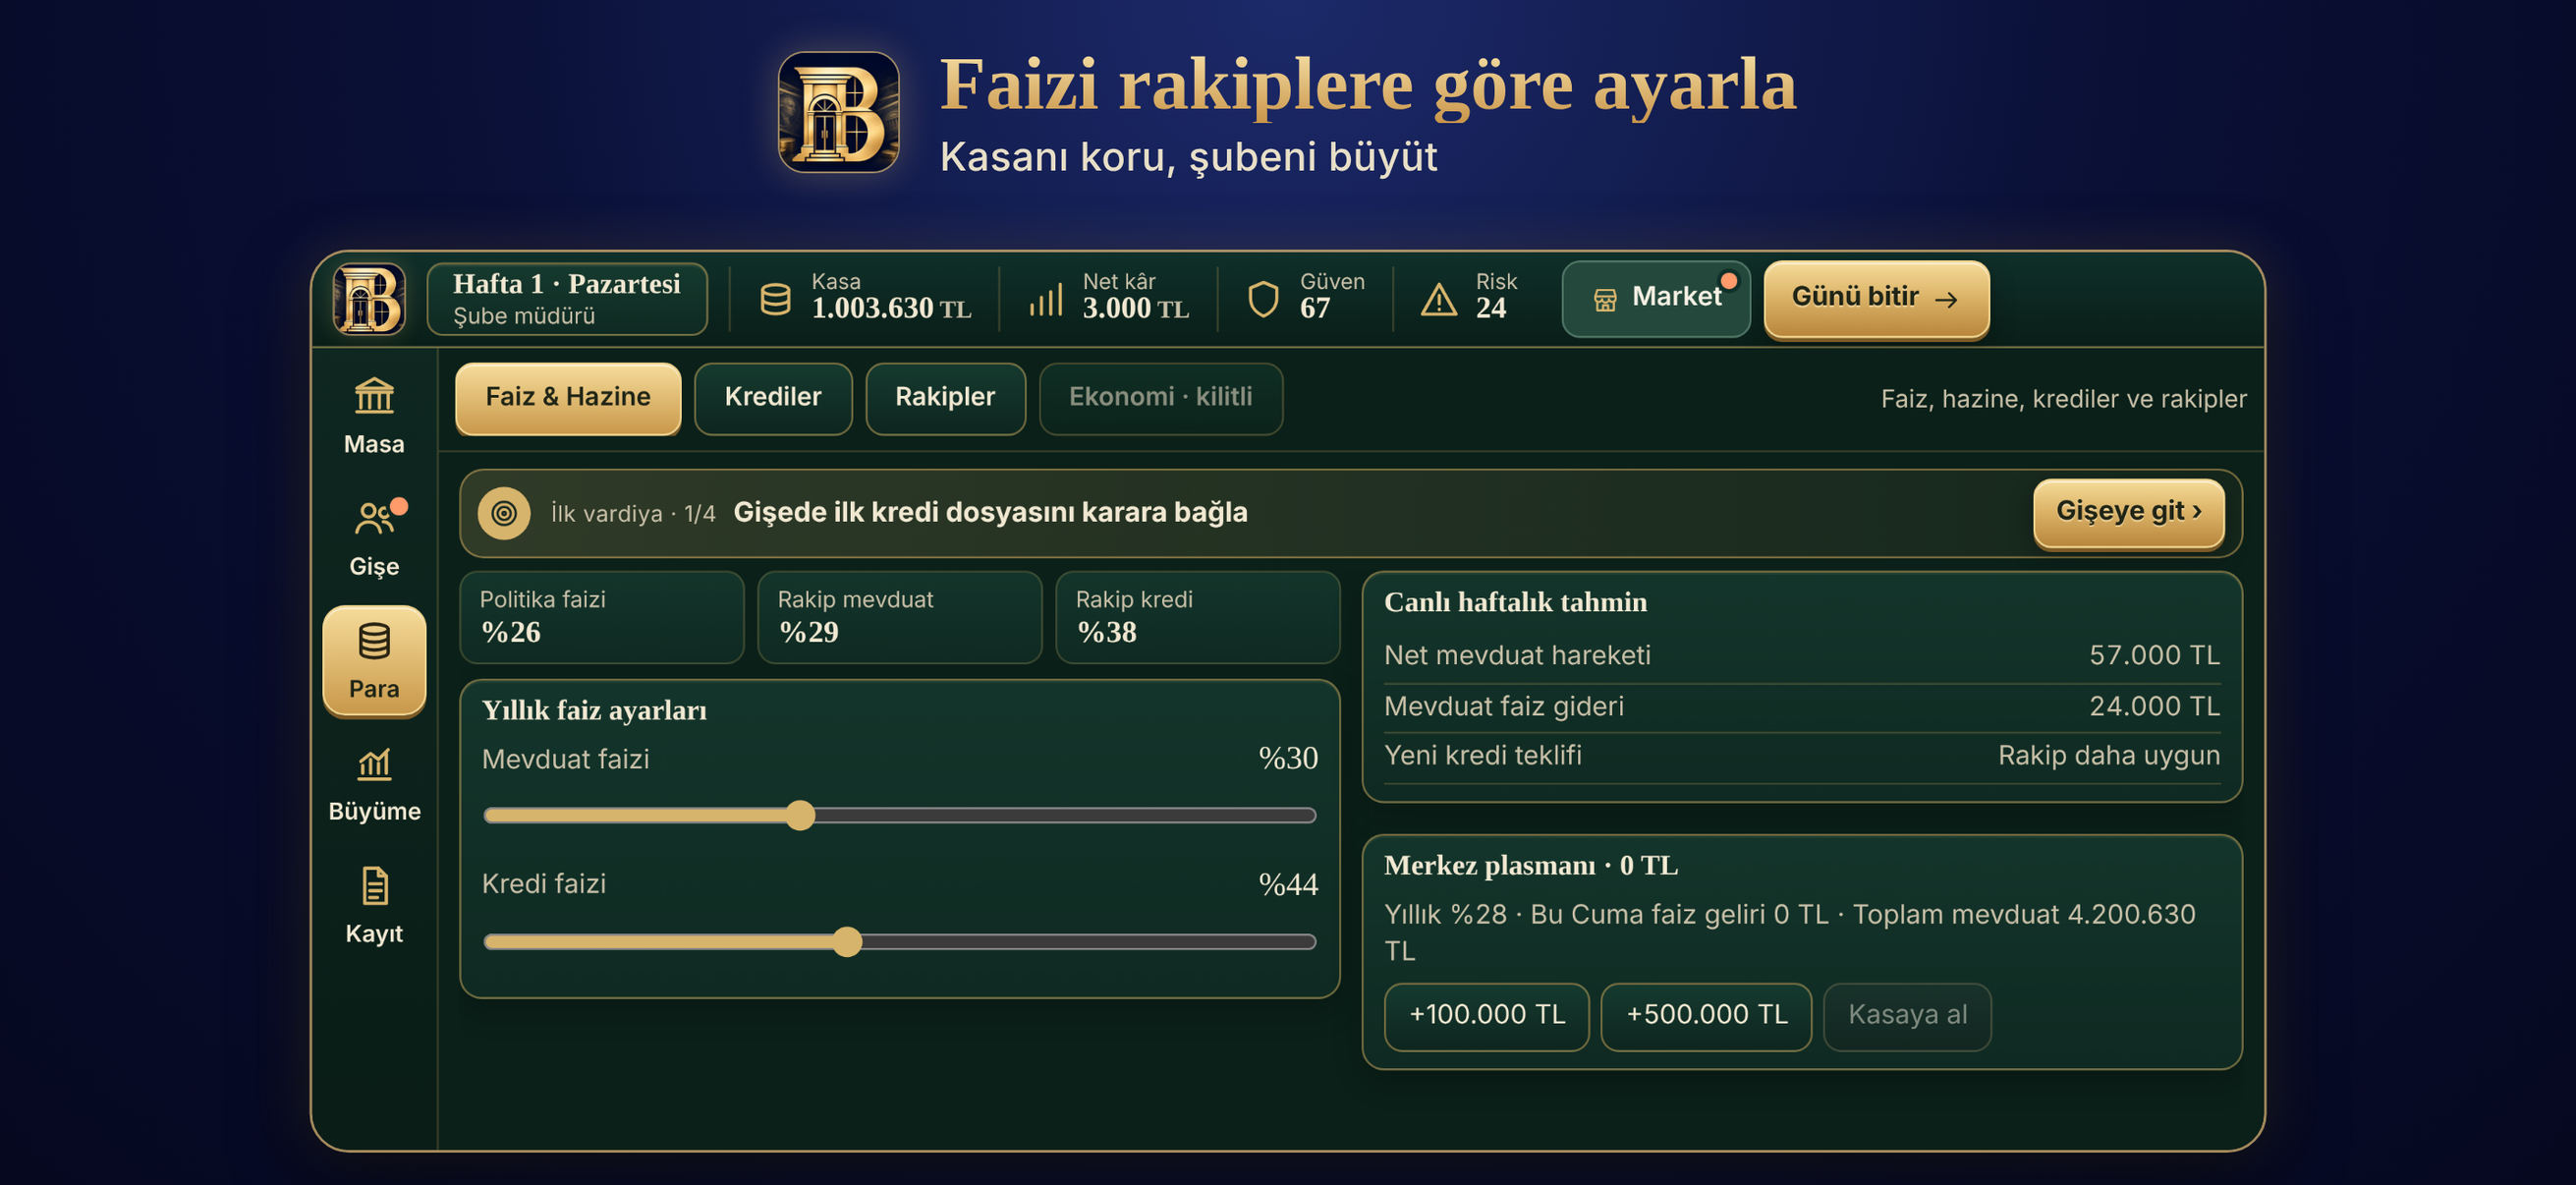 B
Faizi rakiplere göre ayarla
Kasanı koru, şubeni büyüt
B
Hafta 1 · Pazartesi
Şube müdürü
Kasa
1.003.630 TL
Net kâr
3.000 TL
Güven
67
Risk
24
Market
Günü bitir →
Masa
Gişe
Para
Büyüme
Kayıt
Faiz & Hazine
Krediler
Rakipler
Ekonomi · kilitli
Faiz, hazine, krediler ve rakipler
İlk vardiya · 1/4 Gişede ilk kredi dosyasını karara bağla
Gişeye git ›
Politika faizi
%26
Rakip mevduat
%29
Rakip kredi
%38
Yıllık faiz ayarları
Mevduat faizi %30
Kredi faizi %44
Canlı haftalık tahmin
Net mevduat hareketi 57.000 TL
Mevduat faiz gideri 24.000 TL
Yeni kredi teklifi Rakip daha uygun
Merkez plasmanı · 0 TL
Yıllık %28 · Bu Cuma faiz geliri 0 TL · Toplam mevduat 4.200.630
TL
+100.000 TL
+500.000 TL
Kasaya al